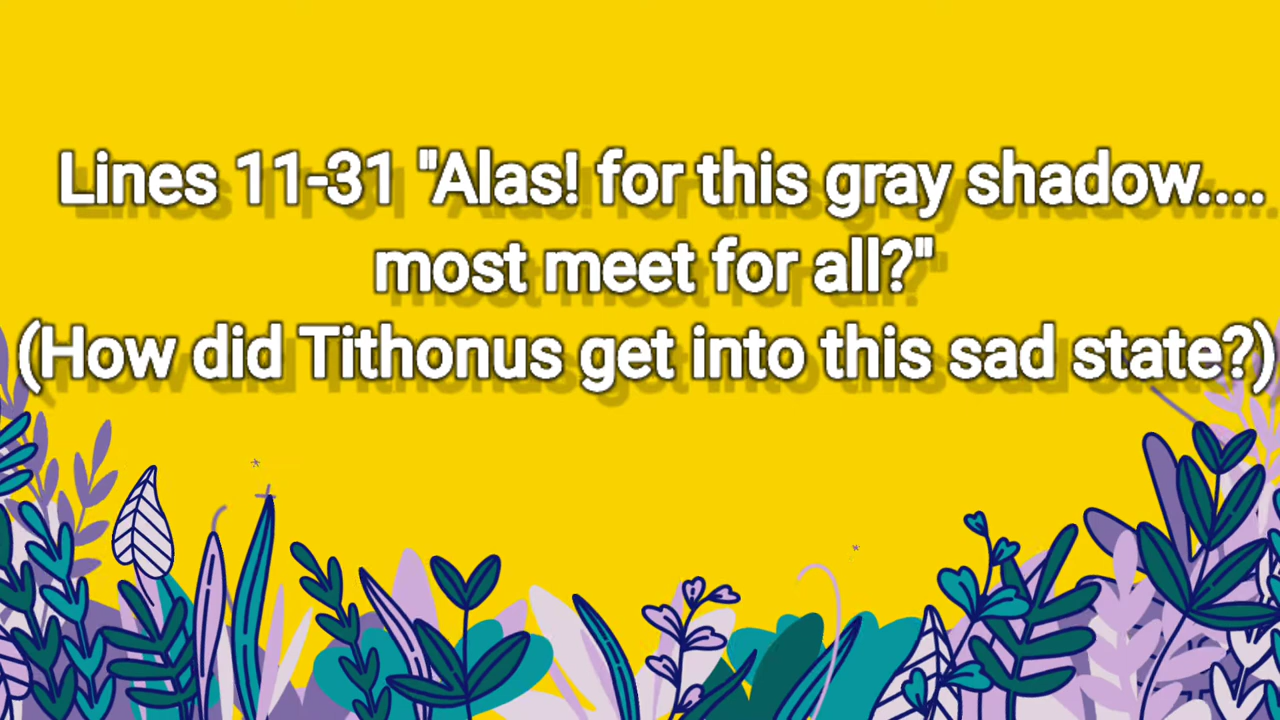 Lines 11-31 "Alas! for this gray shadow....
most meet for all?"
(How did Tithonus get into this sad state?)